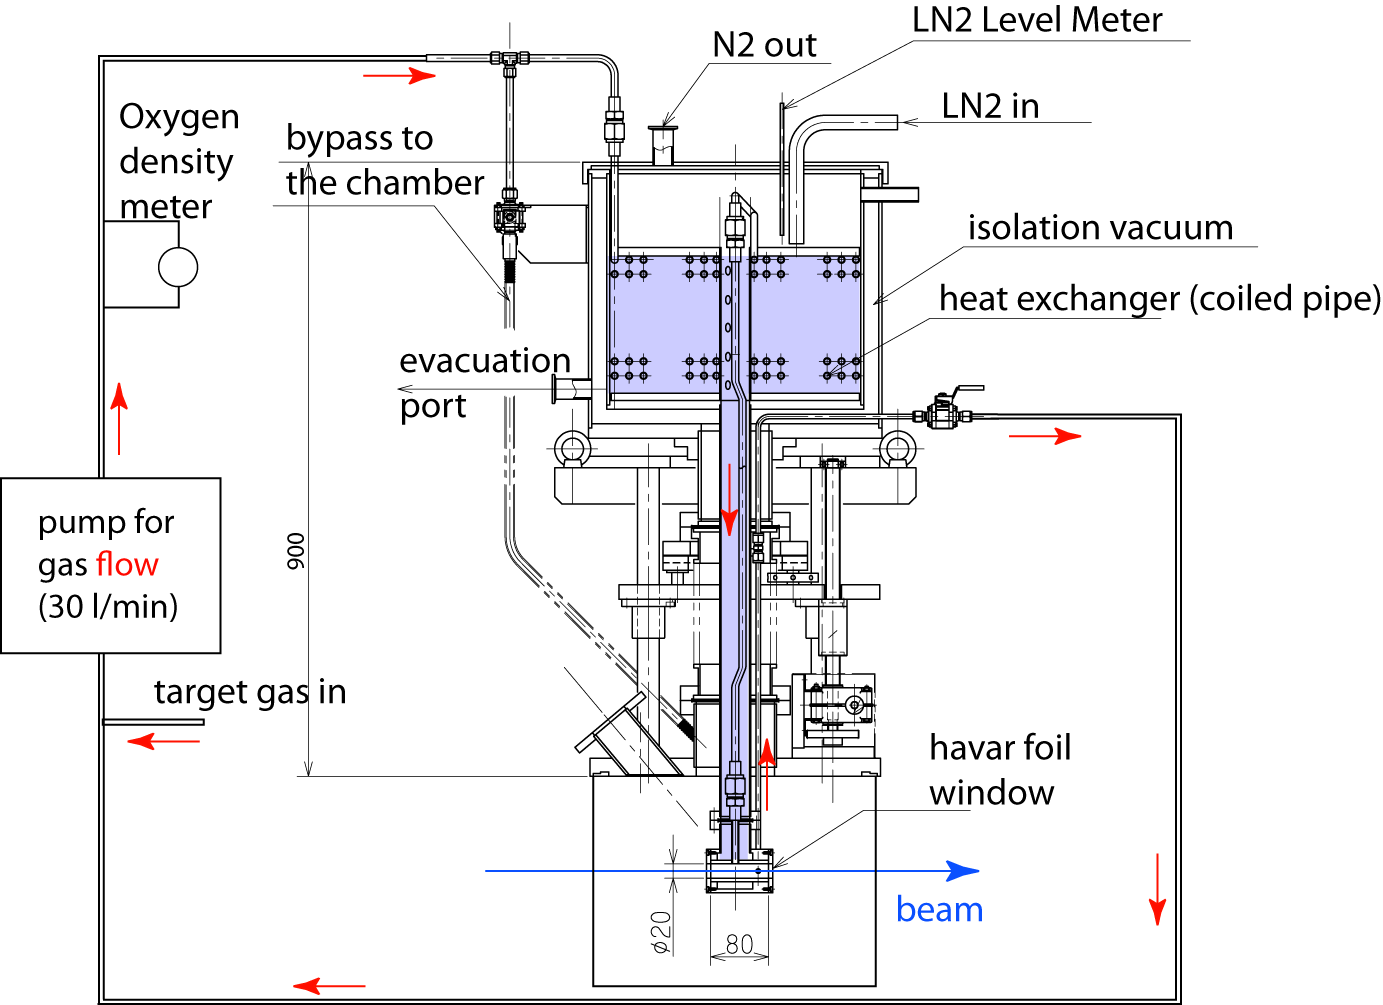 LN2 Level Meter
N2 out
LN2 in
Oxygen
density
meter
bypass to
the chamber
isolation vacuum
heat exchanger (coiled pipe)
evacuation
port
pump for
gas flow
(30 l/min)
900
target gas in
havar foil
window
beam
ϕ20
80